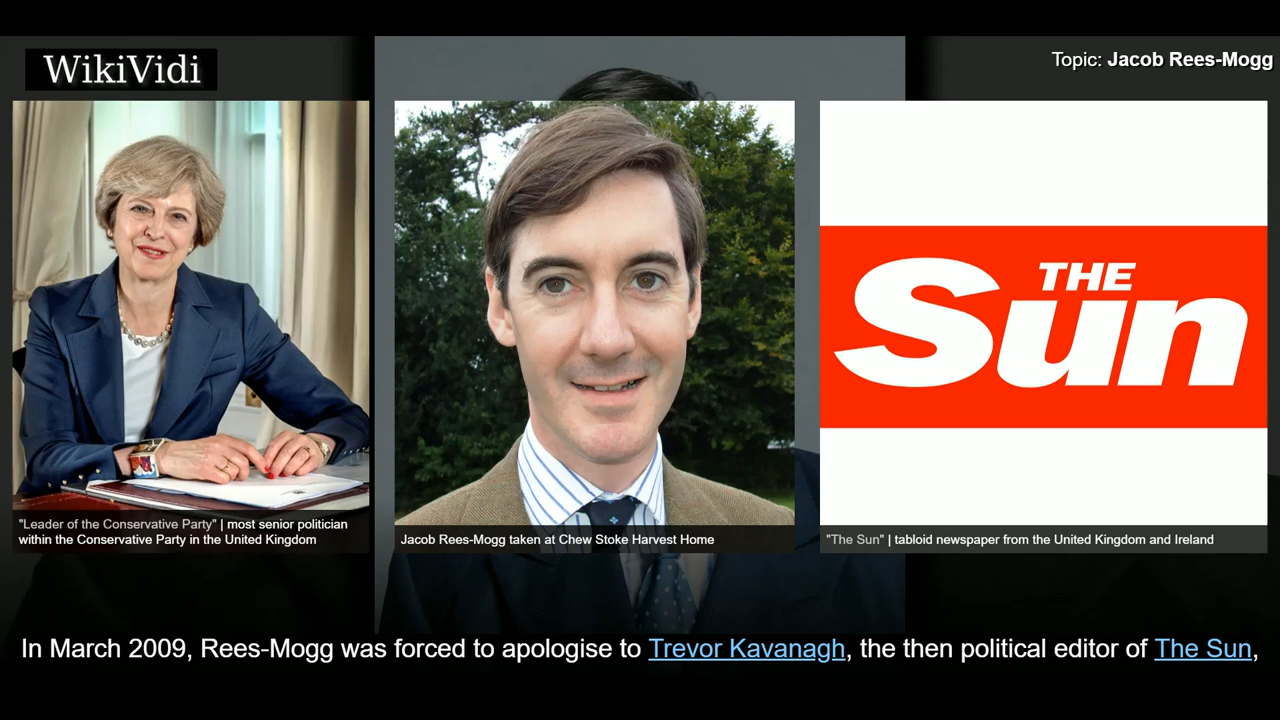 WikiVidi
Topic: Jacob Rees-Mogg
THE
Sun
"Leader of the Conservative Party" | most senior politician
within the Conservative Party in the United Kingdom
Jacob Rees-Mogg taken at Chew Stoke Harvest Home
"The Sun" | tabloid newspaper from the United Kingdom and Ireland
In March 2009, Rees-Mogg was forced to apologise to Trevor Kavanagh, the then political editor of The Sun,